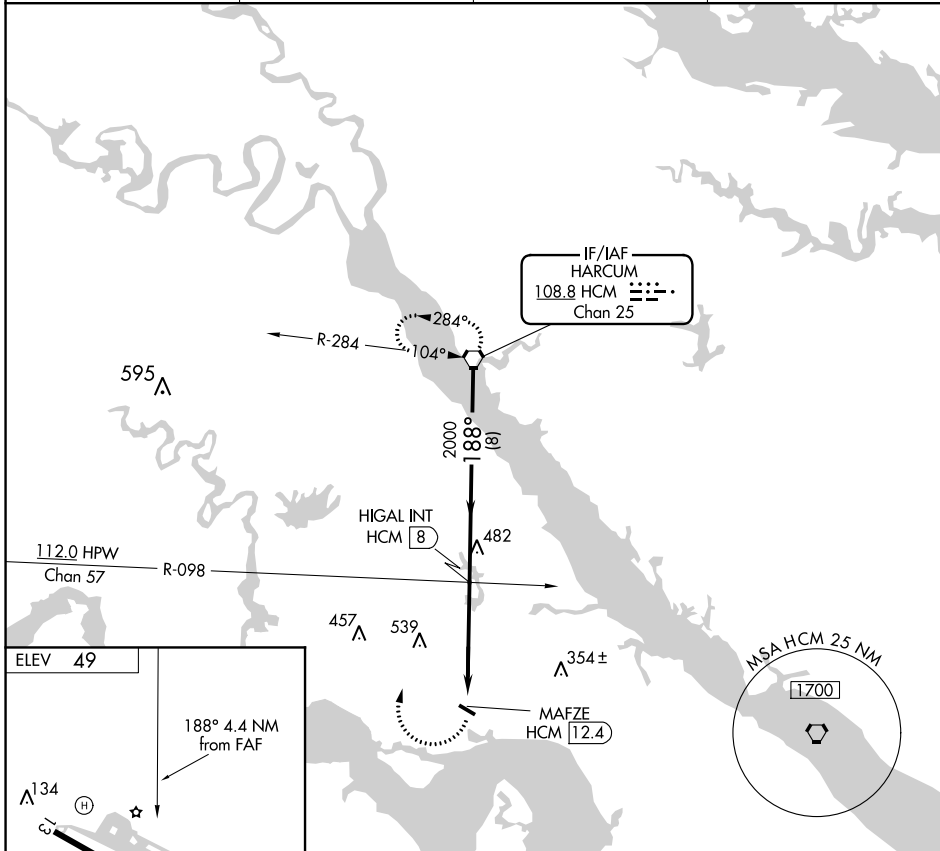 IF/IAF
HARCUM
108.8 HCM
Chan 25
284°
R-284
104°
595
2000
188°
(8)
HIGAL INT
HCM 8
482
112.0 HPW
Chan 57
R-098
457
539
354±
MSA HCM 25 NM
1700
MAFZE
HCM 12.4
ELEV 49
188° 4.4 NM
from FAF
134
H
13